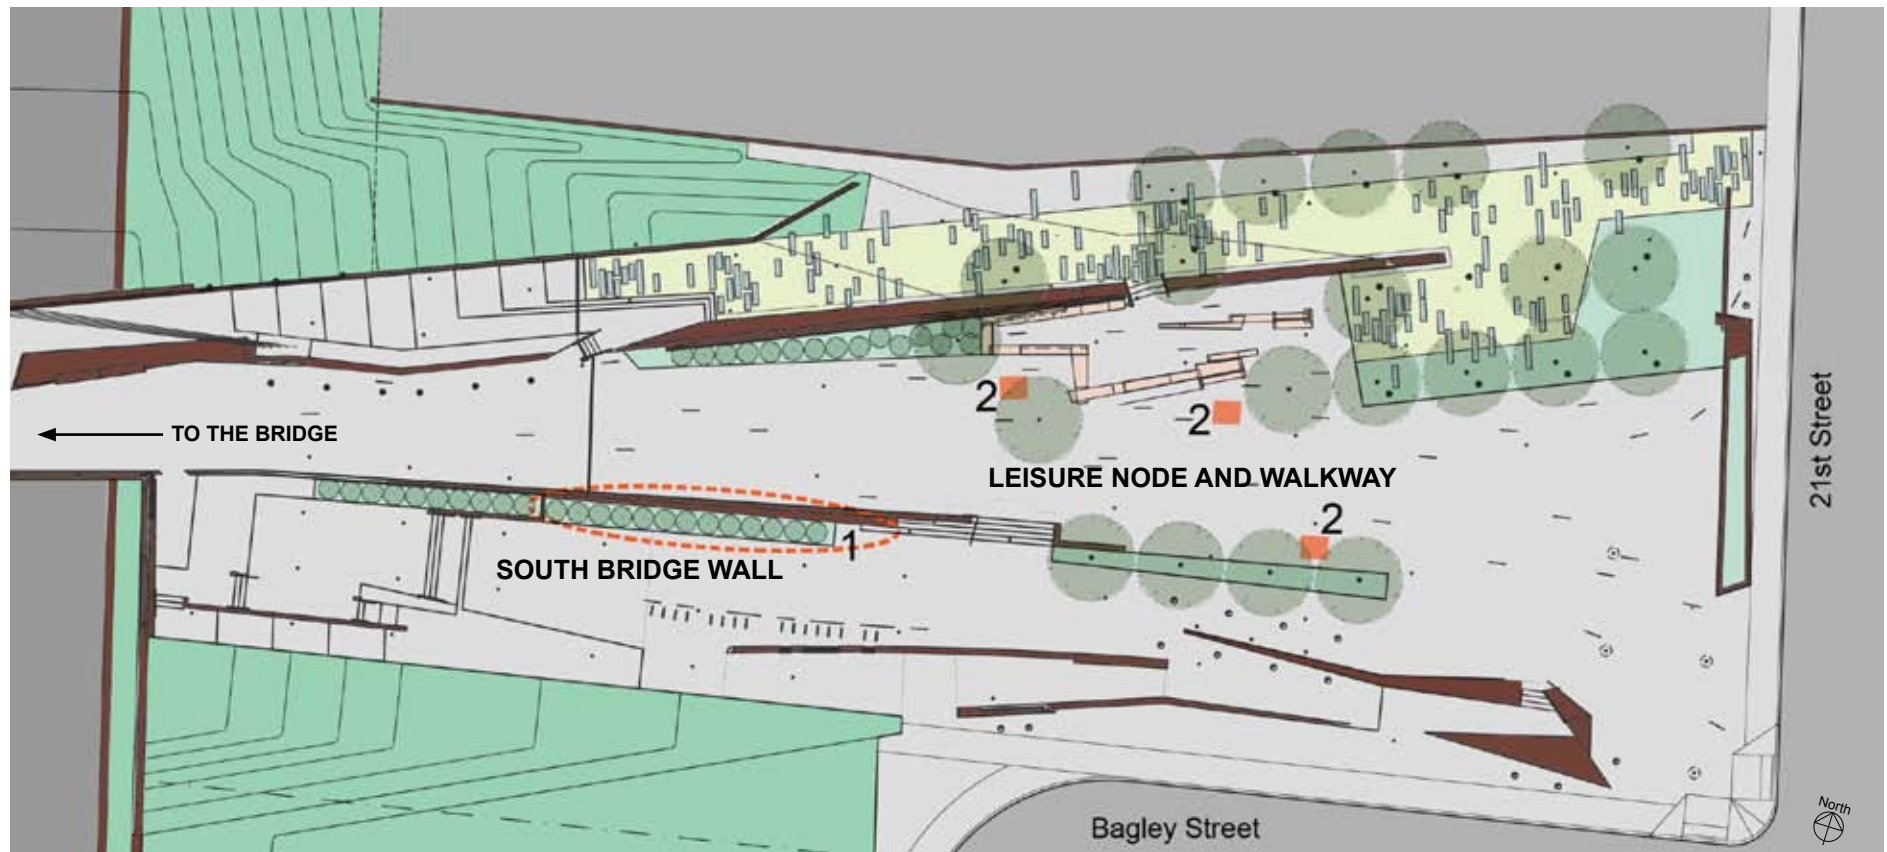 2
2
TO THE BRIDGE
21st Street
LEISURE NODE AND WALKWAY
2
1
SOUTH BRIDGE WALL
North
Bagley Street